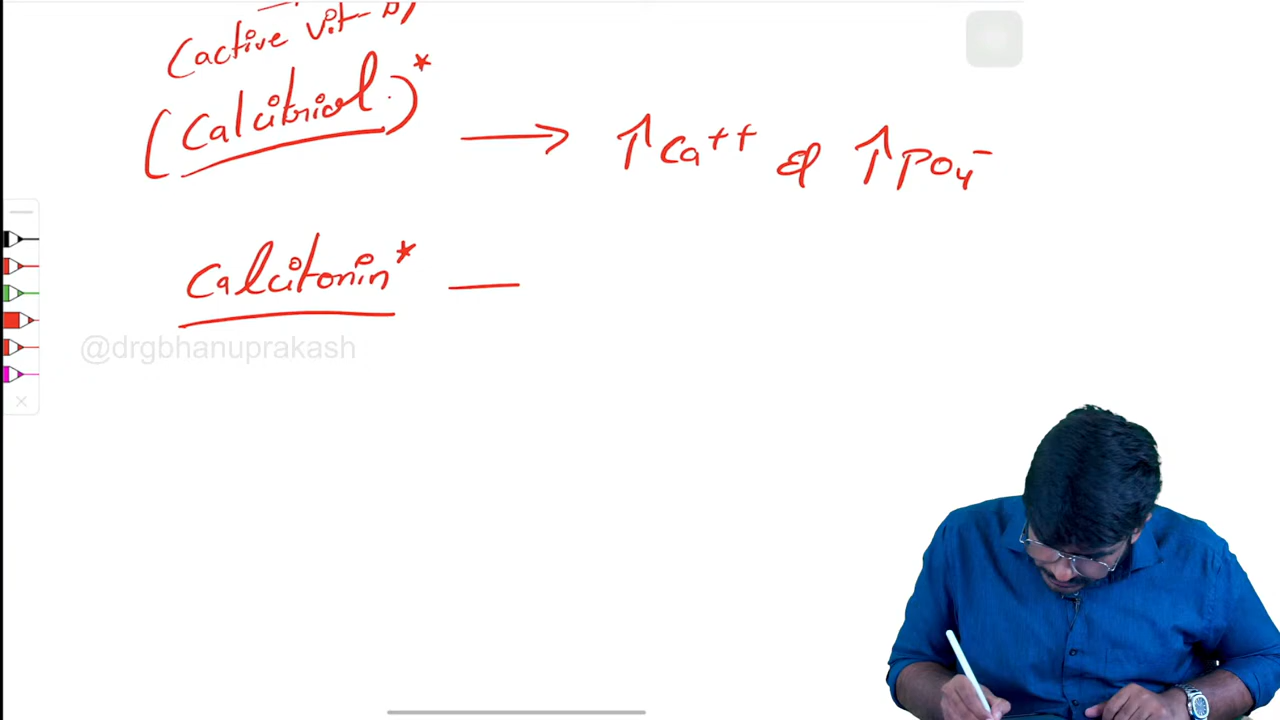 (active vit-D)
(Calcitriol)* → ↑Ca++ & ↑PO4-
Calcitonin* —
@drgbhanuprakash